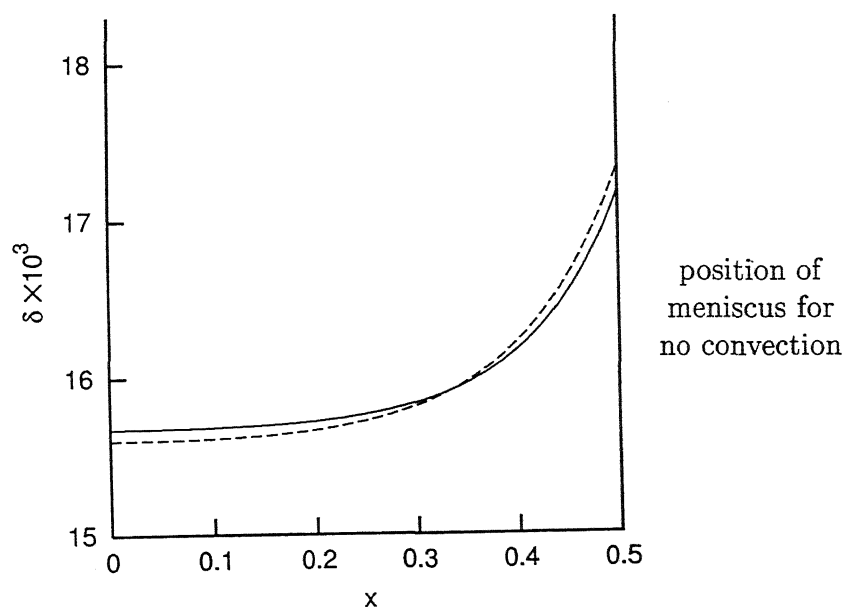 18
17
16
15
δ×10³
0
0.1
0.2
0.3
0.4
0.5
x
position of
meniscus for
no convection